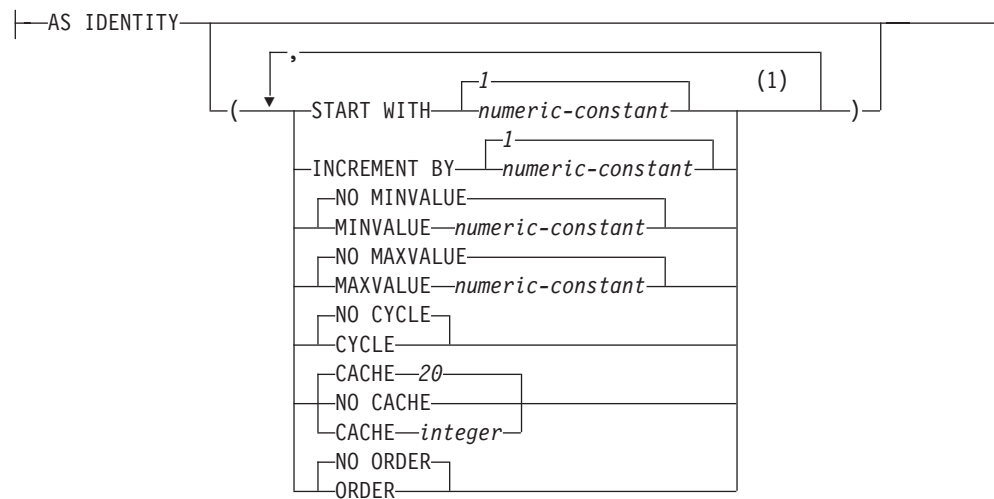 AS IDENTITY
,
1 (1)
( START WITH numeric-constant )
1
INCREMENT BY numeric-constant
NO MINVALUE
MINVALUE numeric-constant
NO MAXVALUE
MAXVALUE numeric-constant
NO CYCLE
CYCLE
CACHE 20
NO CACHE
CACHE integer
NO ORDER
ORDER